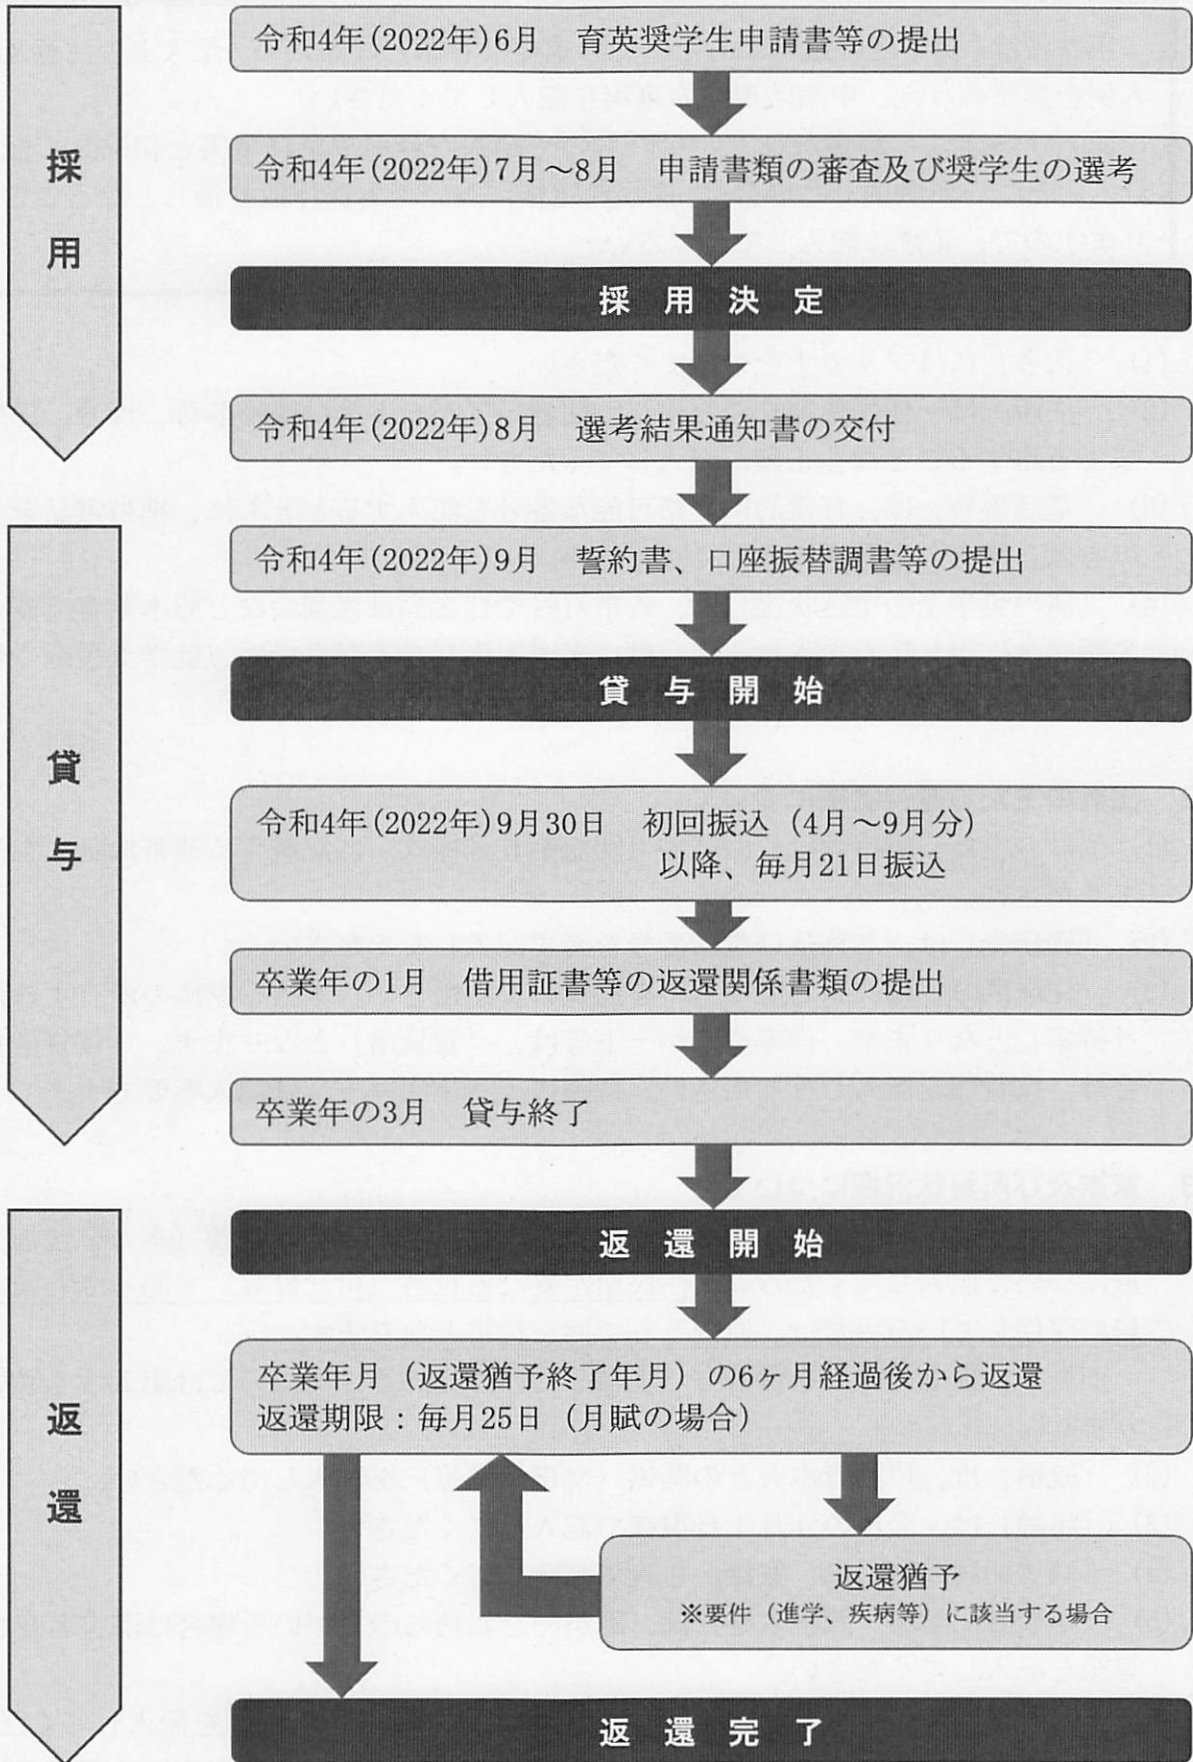 採用
令和4年(2022年)6月　育英奨学生申請書等の提出
令和4年(2022年)7月～8月　申請書類の審査及び奨学生の選考
採用決定
令和4年(2022年)8月　選考結果通知書の交付
貸与
令和4年(2022年)9月　誓約書、口座振替調書等の提出
貸与開始
令和4年(2022年)9月30日　初回振込（4月～9月分）
以降、毎月21日振込
卒業年の1月　借用証書等の返還関係書類の提出
卒業年の3月　貸与終了
返還
返還開始
卒業年月（返還猶予終了年月）の6ヶ月経過後から返還
返還期限：毎月25日（月賦の場合）
返還猶予
※要件（進学、疾病等）に該当する場合
返還完了